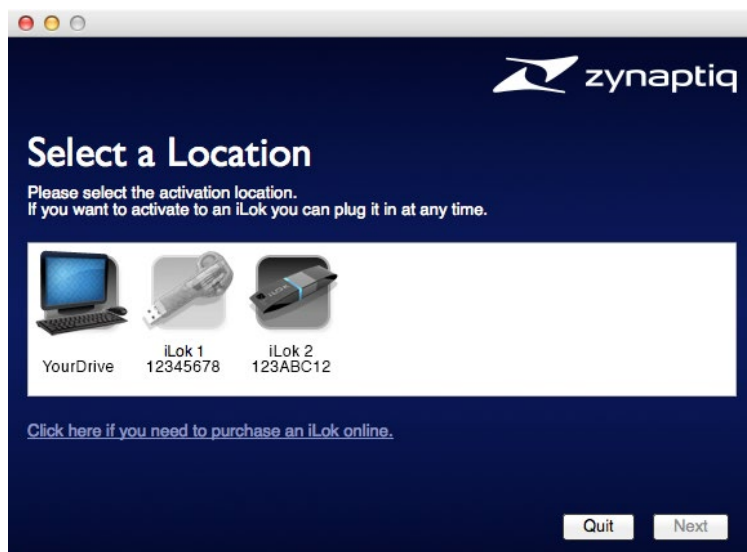 zynaptiq
Select a Location
Please select the activation location.
If you want to activate to an iLok you can plug it in at any time.
YourDrive
iLok 1
12345678
iLok 2
123ABC12
Click here if you need to purchase an iLok online.
Quit
Next